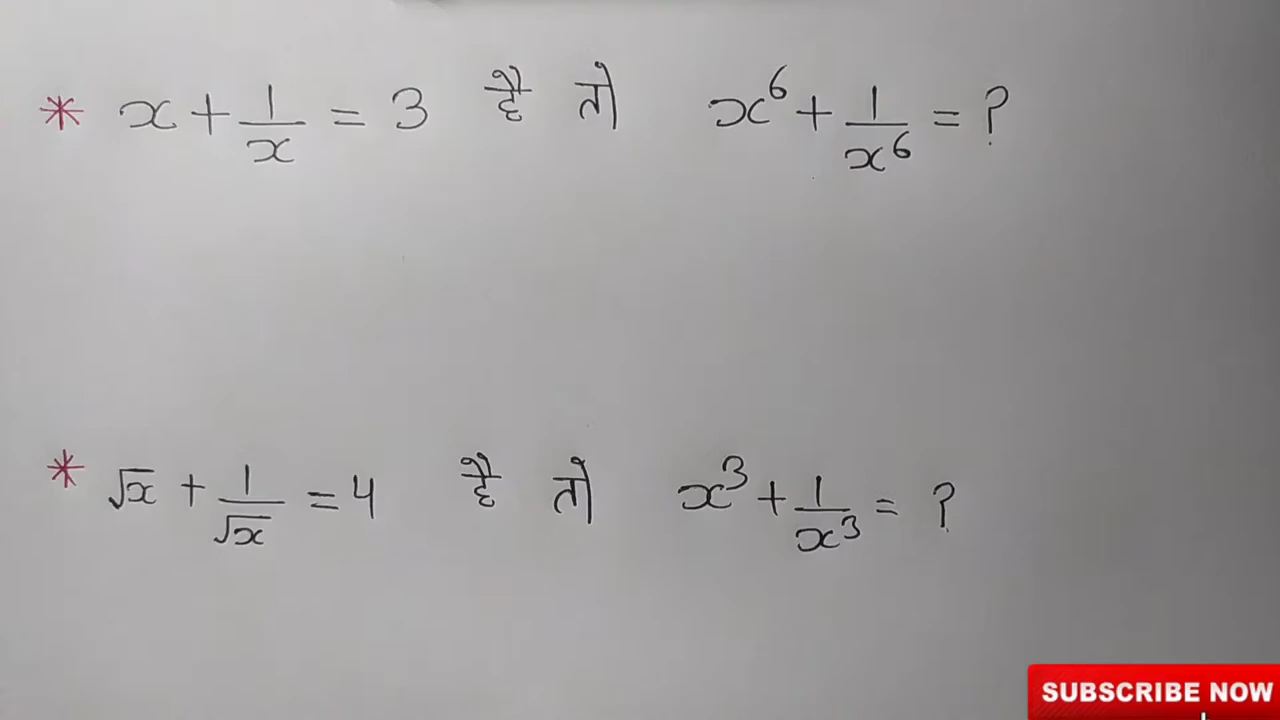 * x + 1/x = 3 है तो x⁶ + 1/x⁶ = ?
* √x + 1/√x = 4 है तो x³ + 1/x³ = ?
SUBSCRIBE NOW